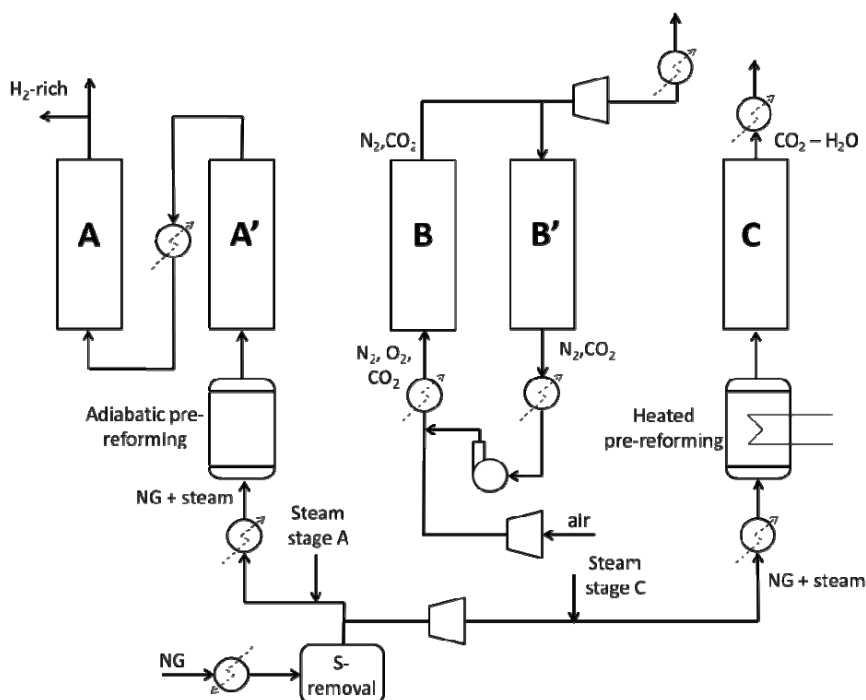 H₂-rich
N₂,CO₂
CO₂ – H₂O
A
A'
B
B'
C
N₂, O₂,
CO₂
N₂,CO₂
Adiabatic pre-
reforming
Heated
pre-reforming
NG + steam
Steam
stage A
air
Steam
stage C
NG + steam
NG
S-
removal